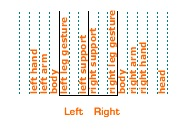 left hand
left arm
body
left leg gesture
left support
right support
right leg gesture
body
right arm
right hand
head
Left Right